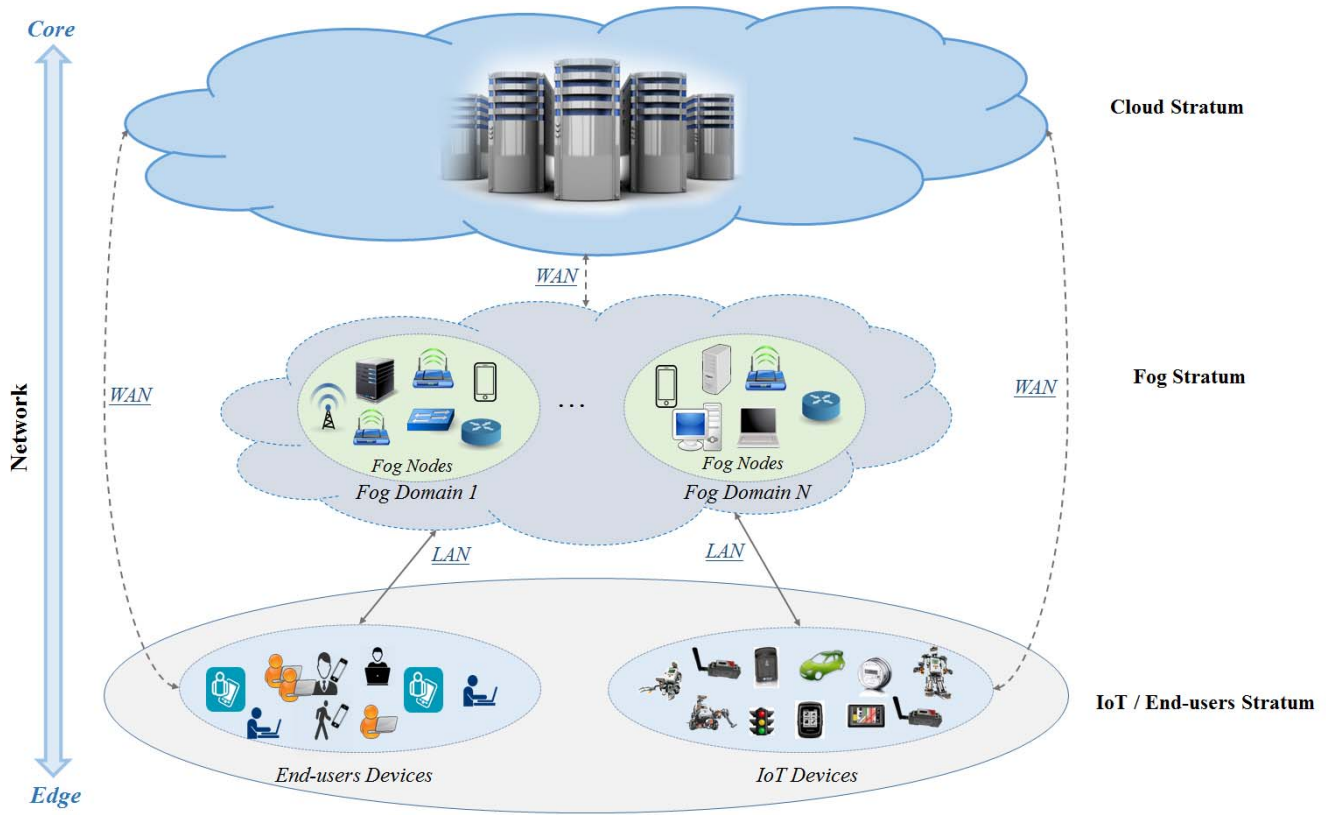 Core
Cloud Stratum
WAN
Fog Stratum
WAN
WAN
Network
...
Fog Nodes
Fog Domain 1
Fog Nodes
Fog Domain N
LAN
LAN
IoT / End-users Stratum
End-users Devices
IoT Devices
Edge